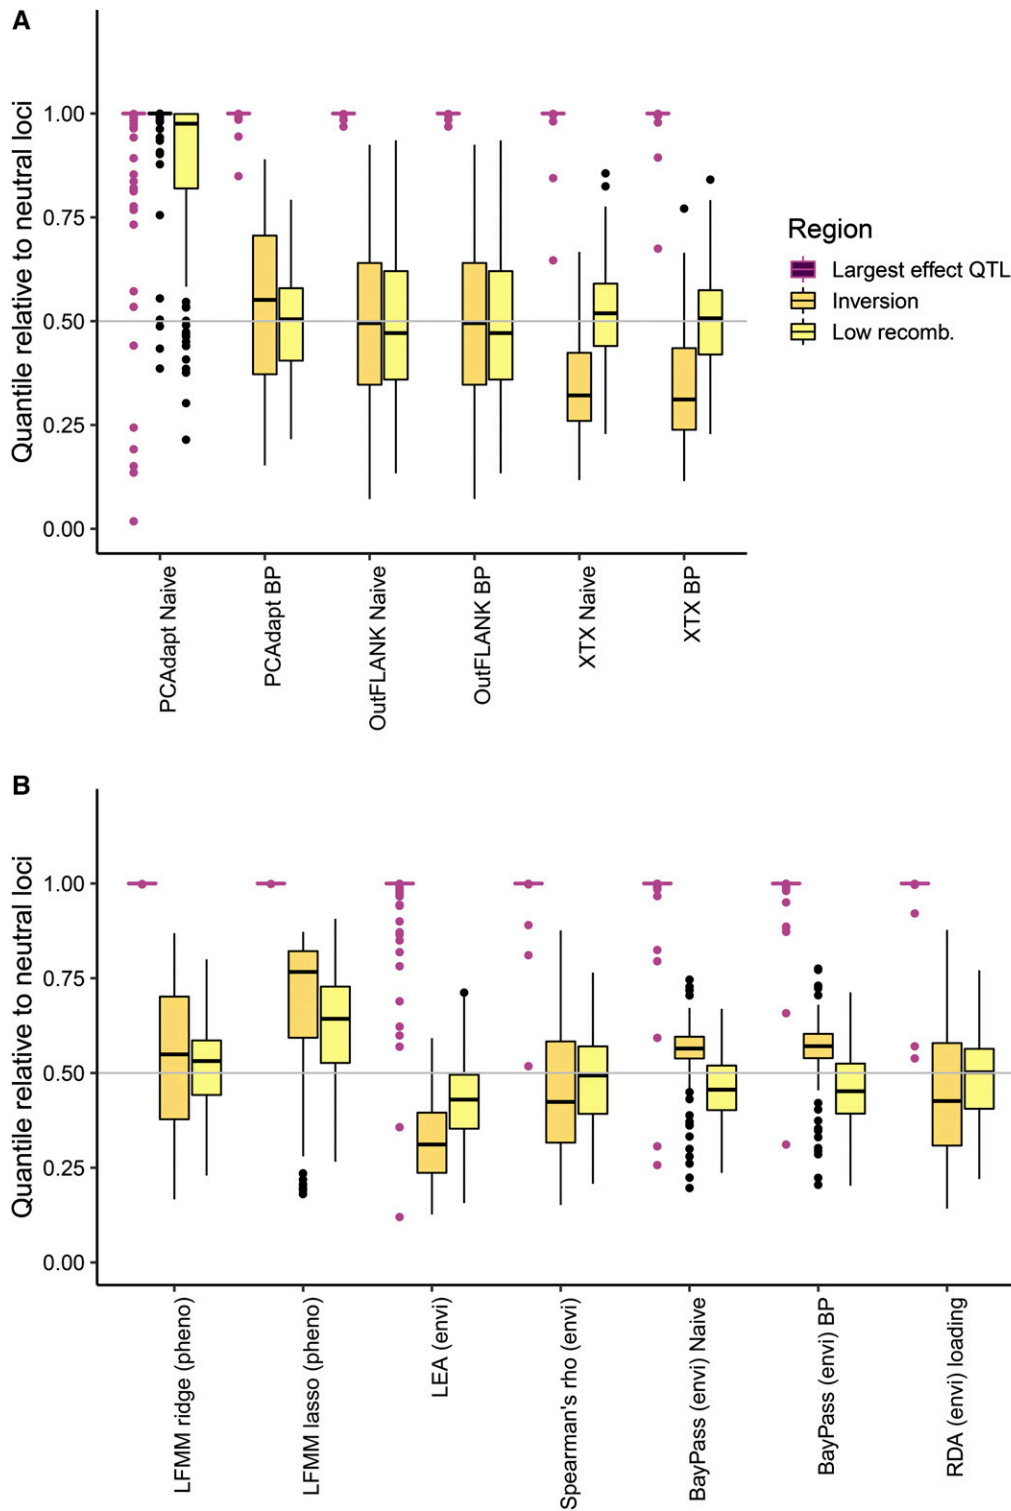 A
Quantile relative to neutral loci
1.00
0.75
0.50
0.25
0.00
PCAdapt Naive
PCAdapt BP
OutFLANK Naive
OutFLANK BP
XTX Naive
XTX BP
Region
Largest effect QTL
Inversion
Low recomb.
B
Quantile relative to neutral loci
1.00
0.75
0.50
0.25
0.00
LFMM ridge (pheno)
LFMM lasso (pheno)
LEA (envi)
Spearman's rho (envi)
BayPass (envi) Naive
BayPass (envi) BP
RDA (envi) loading